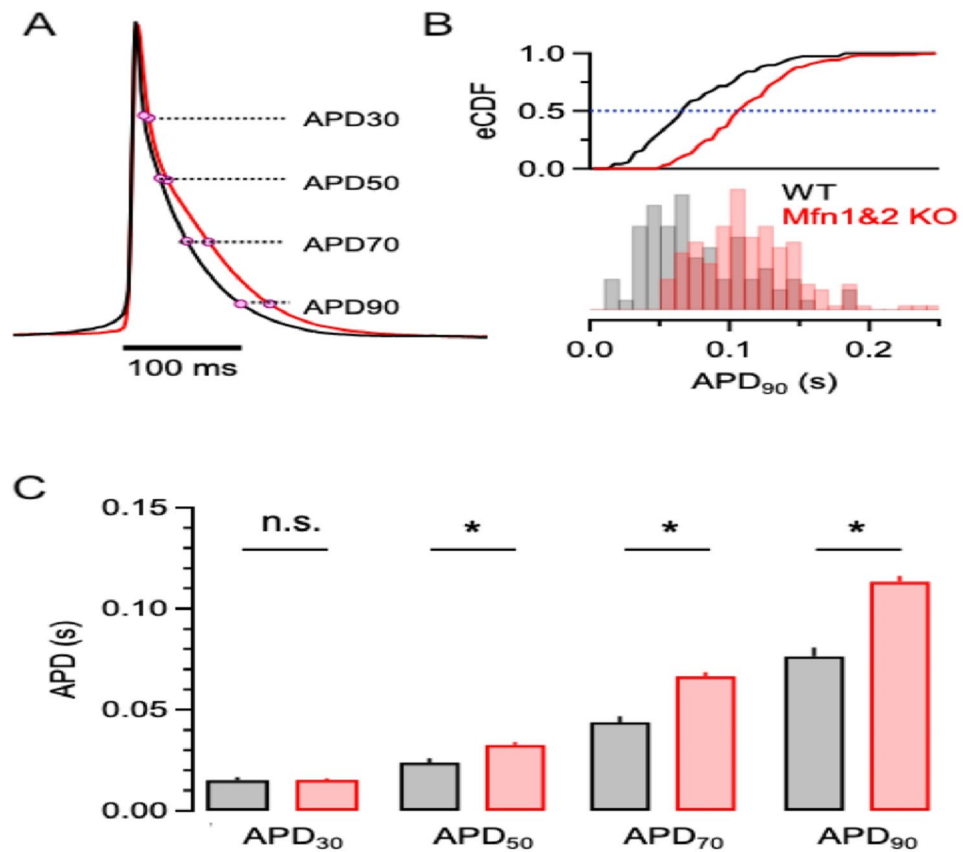 A
APD30
APD50
APD70
APD90
100 ms
B
eCDF
1.0
0.5
0.0
WT
Mfn1&2 KO
0.0 0.1 0.2
APD₉₀ (s)
C
APD (s)
0.15
0.10
0.05
0.00
n.s. * * *
APD₃₀ APD₅₀ APD₇₀ APD₉₀